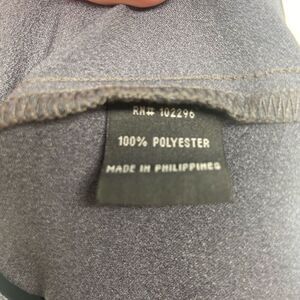 RN# 102296
100% POLYESTER
MADE IN PHILIPPINES